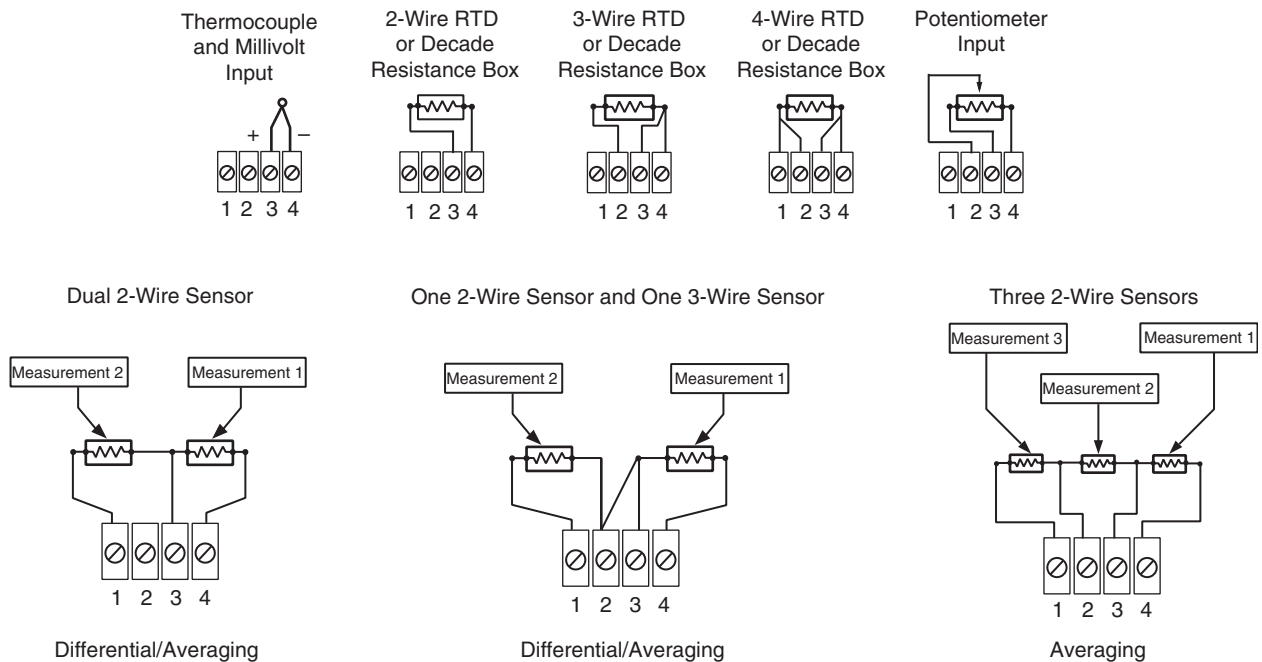 Thermocouple
and Millivolt
Input
+ −
1 2 3 4
2-Wire RTD
or Decade
Resistance Box
1 2 3 4
3-Wire RTD
or Decade
Resistance Box
1 2 3 4
4-Wire RTD
or Decade
Resistance Box
1 2 3 4
Potentiometer
Input
1 2 3 4
Dual 2-Wire Sensor
Measurement 2
Measurement 1
1 2 3 4
Differential/Averaging
One 2-Wire Sensor and One 3-Wire Sensor
Measurement 2
Measurement 1
1 2 3 4
Differential/Averaging
Three 2-Wire Sensors
Measurement 3
Measurement 1
Measurement 2
1 2 3 4
Averaging